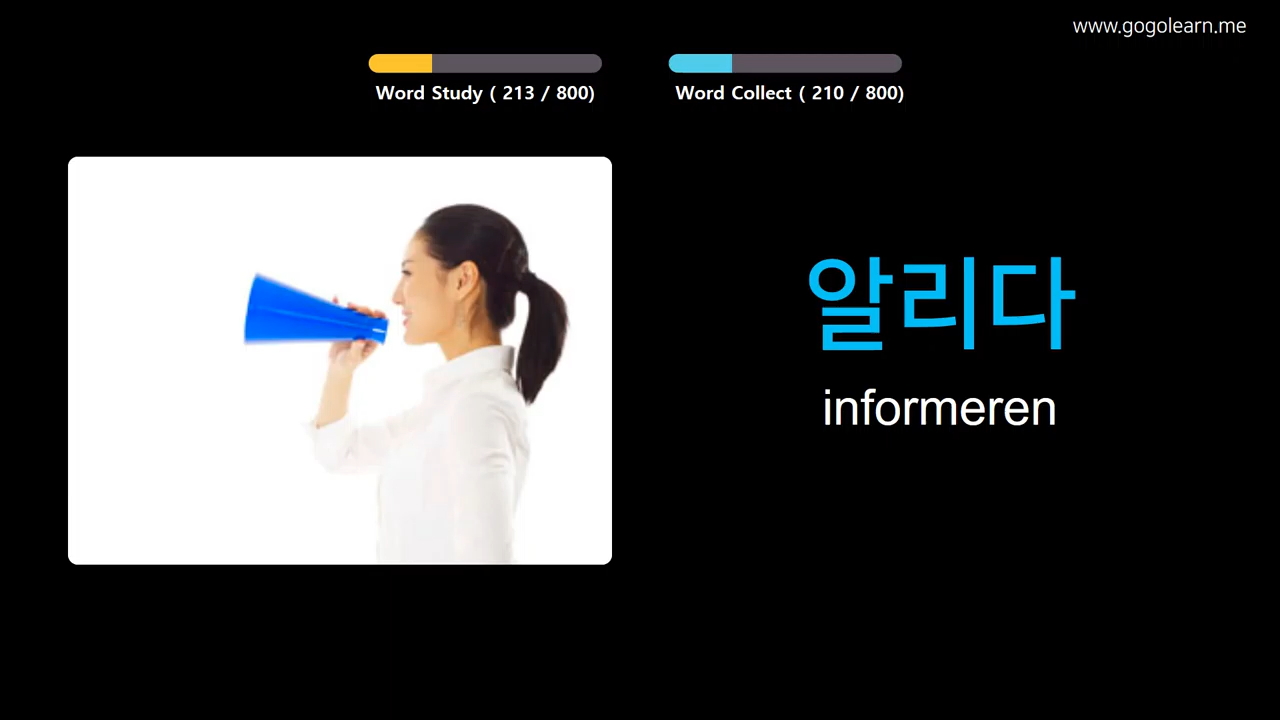 www.gogolearn.me
Word Study ( 213 / 800)
Word Collect ( 210 / 800)
알리다
informeren